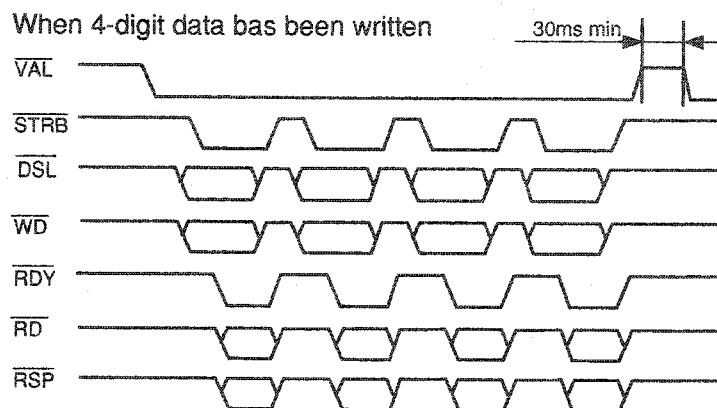 When 4-digit data bas been written
30ms min
VAL
STRB
DSL
WD
RDY
RD
RSP